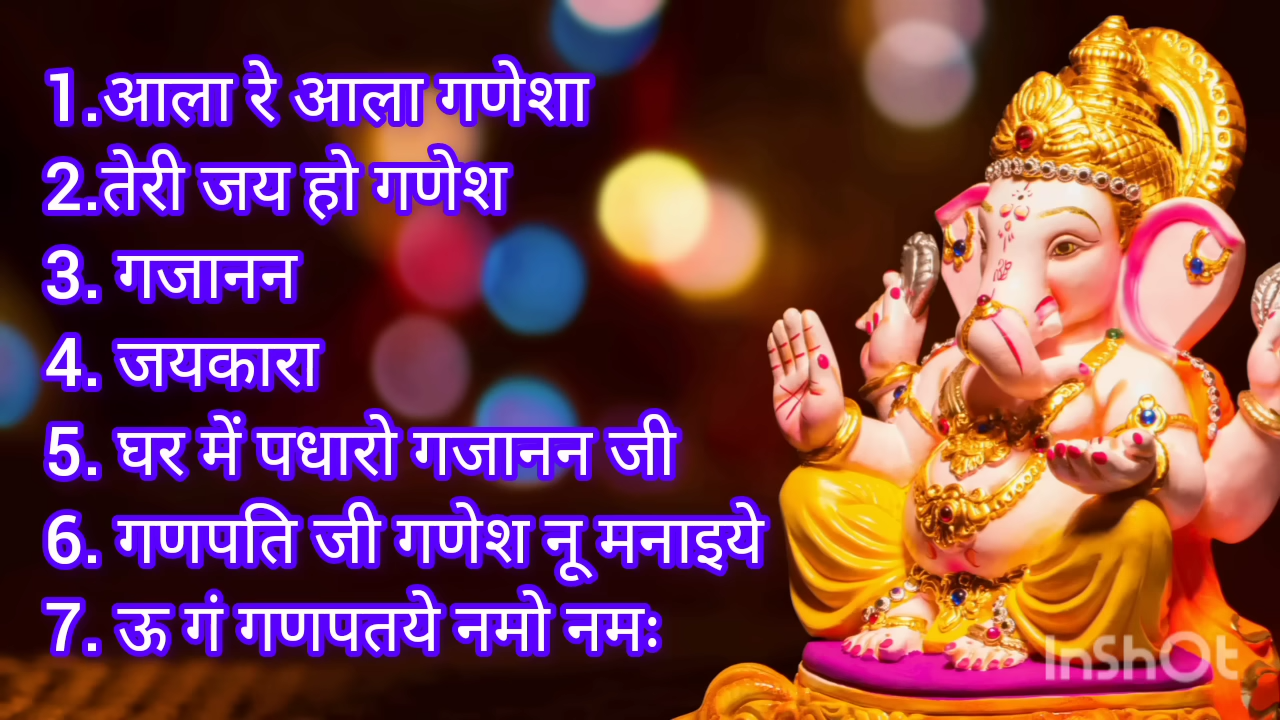 1.आला रे आला गणेशा
2.तेरी जय हो गणेश
3. गजानन
4. जयकारा
5. घर में पधारो गजानन जी
6. गणपति जी गणेश नू मनाइये
7. ऊ गं गणपतये नमो नमः
InShOt